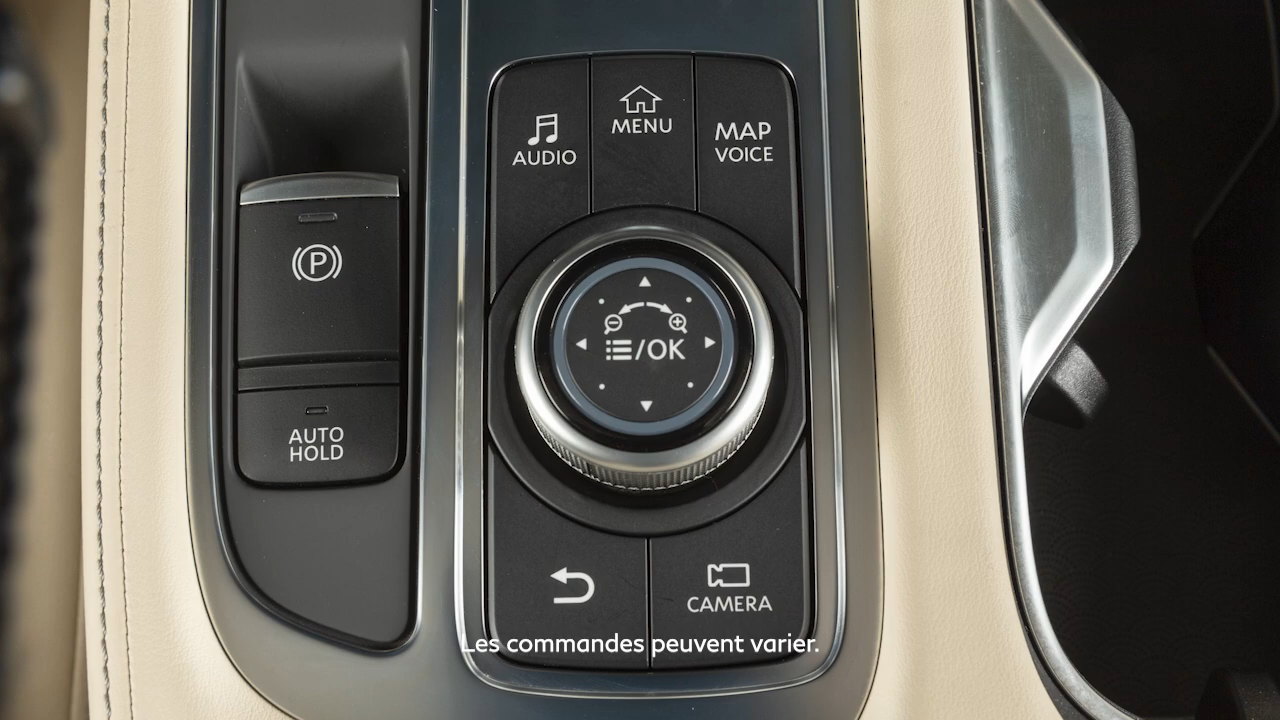 AUDIO
MENU
MAP
VOICE
P
/OK
AUTO
HOLD
CAMERA
Les commandes peuvent varier.